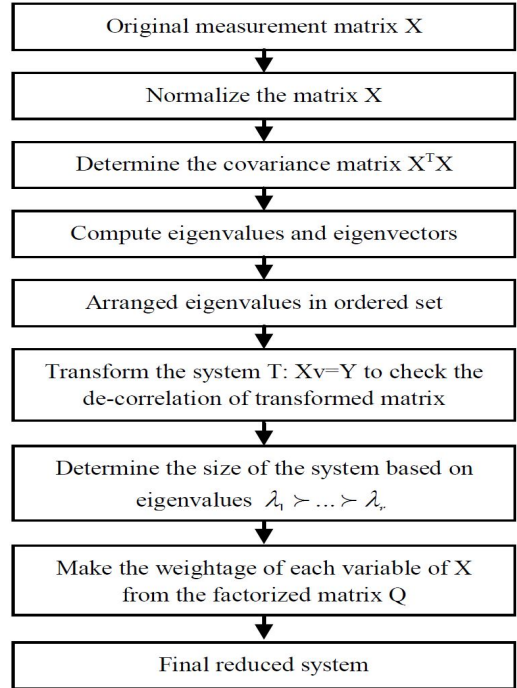 Original measurement matrix X
Normalize the matrix X
Determine the covariance matrix XᵀX
Compute eigenvalues and eigenvectors
Arranged eigenvalues in ordered set
Transform the system T: Xv=Y to check the
de-correlation of transformed matrix
Determine the size of the system based on
eigenvalues λ₁ ≻ ... ≻ λᵣ
Make the weightage of each variable of X
from the factorized matrix Q
Final reduced system